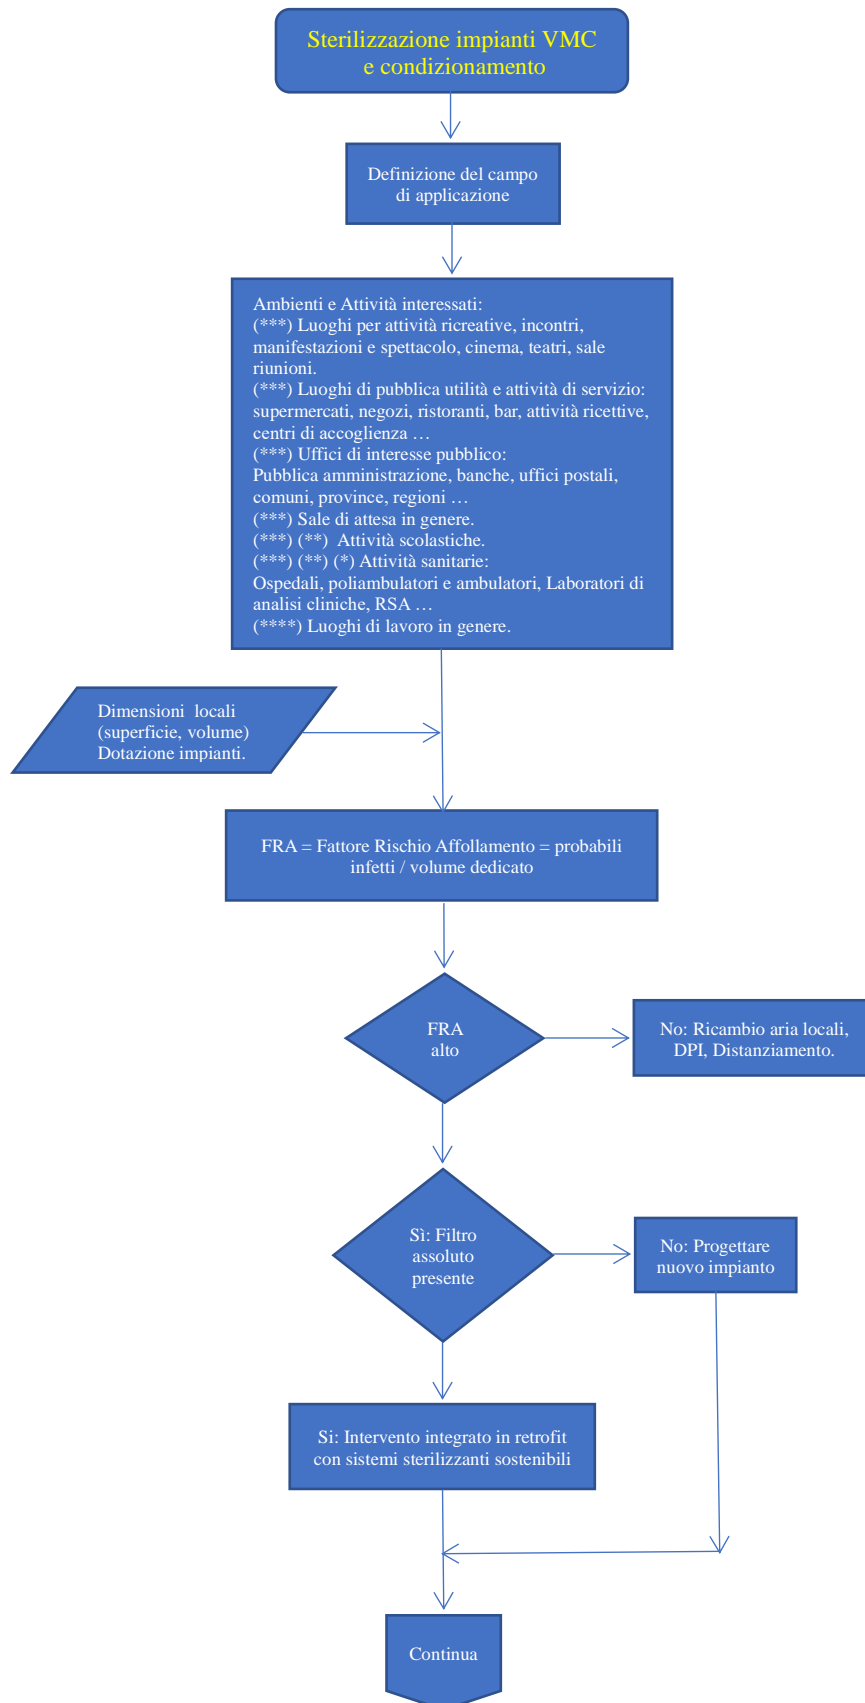 Sterilizzazione impianti VMC
e condizionamento
Definizione del campo
di applicazione
Ambienti e Attività interessati:
(***) Luoghi per attività ricreative, incontri,
manifestazioni e spettacolo, cinema, teatri, sale
riunioni.
(***) Luoghi di pubblica utilità e attività di servizio:
supermercati, negozi, ristoranti, bar, attività ricettive,
centri di accoglienza …
(***) Uffici di interesse pubblico:
Pubblica amministrazione, banche, uffici postali,
comuni, province, regioni …
(***) Sale di attesa in genere.
(***) (**) Attività scolastiche.
(***) (**) (*) Attività sanitarie:
Ospedali, poliambulatori e ambulatori, Laboratori di
analisi cliniche, RSA …
(****) Luoghi di lavoro in genere.
Dimensioni locali
(superficie, volume)
Dotazione impianti.
FRA = Fattore Rischio Affollamento = probabili
infetti / volume dedicato
FRA
alto
No: Ricambio aria locali,
DPI, Distanziamento.
Sì: Filtro
assoluto
presente
No: Progettare
nuovo impianto
Si: Intervento integrato in retrofit
con sistemi sterilizzanti sostenibili
Continua